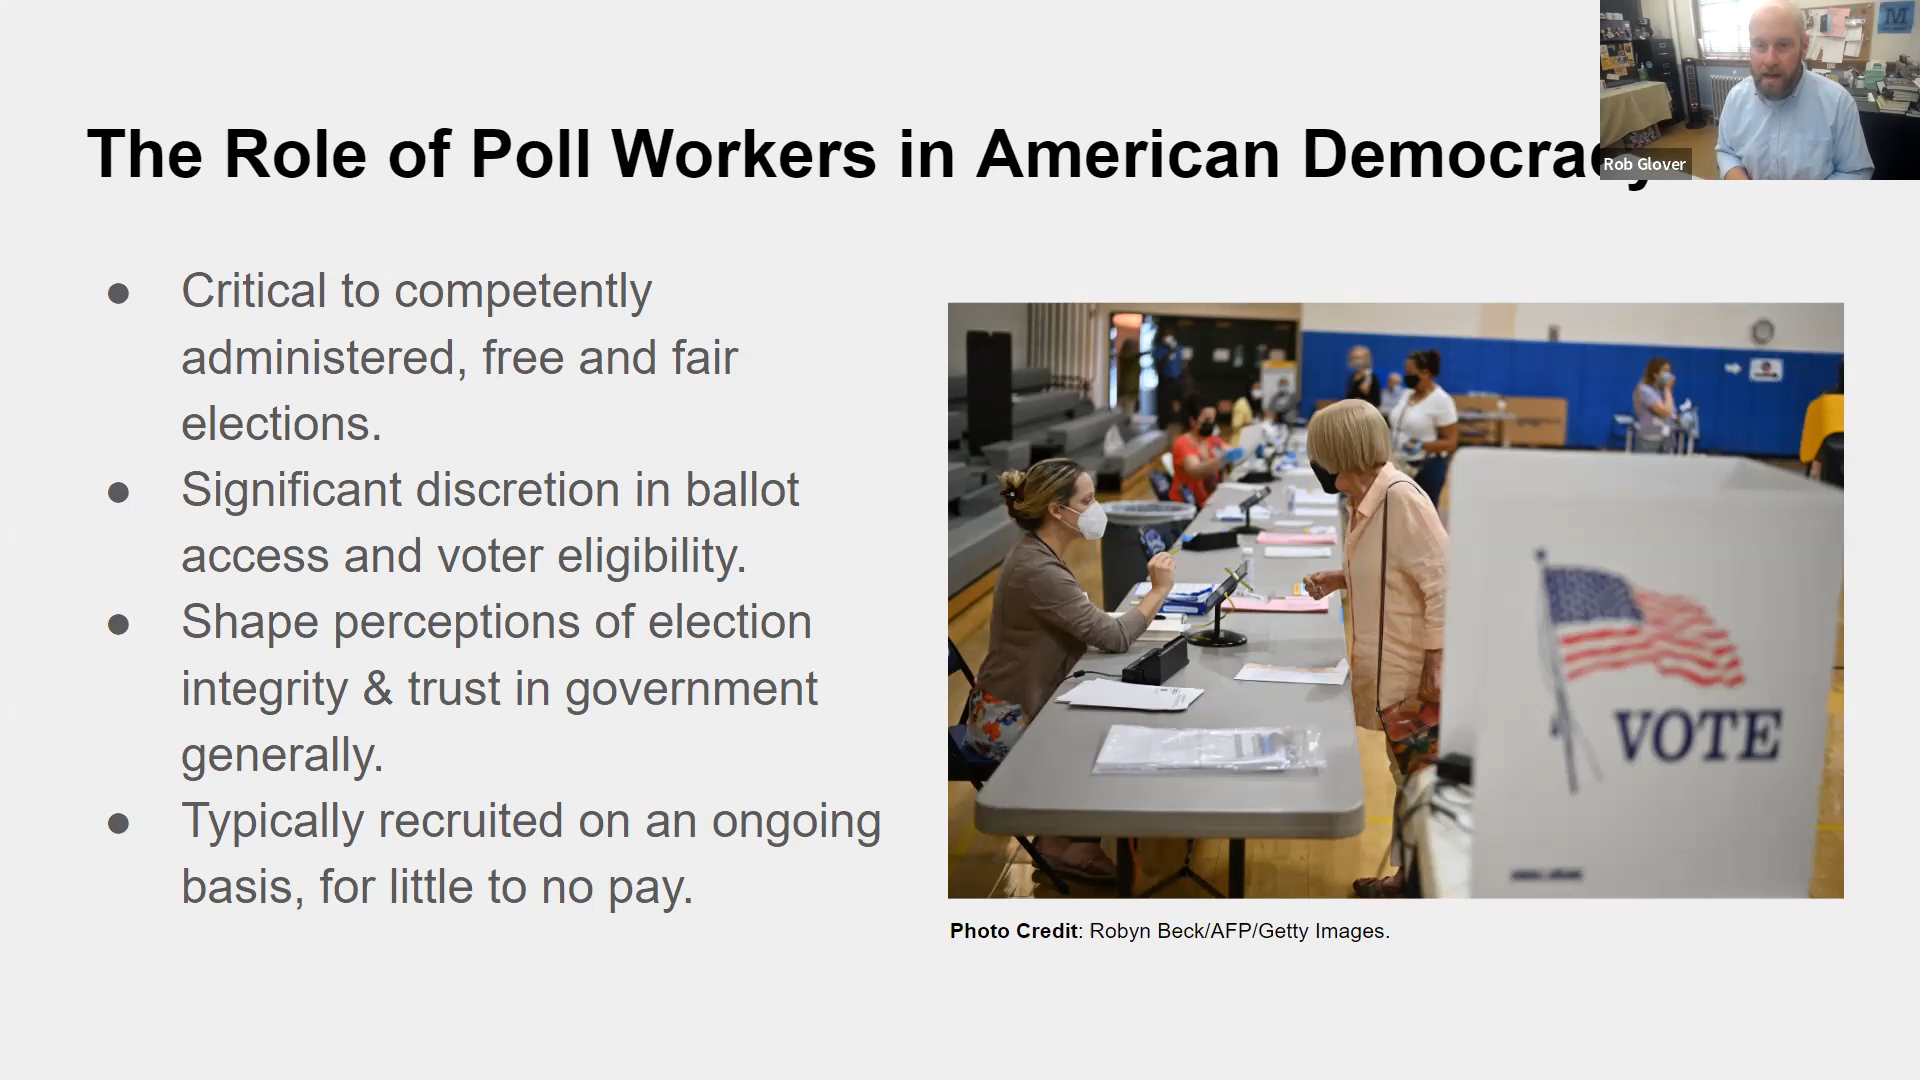 The Role of Poll Workers in American Democracy
Rob Glover
● Critical to competently
administered, free and fair
elections.
● Significant discretion in ballot
access and voter eligibility.
● Shape perceptions of election
integrity & trust in government
generally.
● Typically recruited on an ongoing
basis, for little to no pay.
VOTE
Photo Credit: Robyn Beck/AFP/Getty Images.